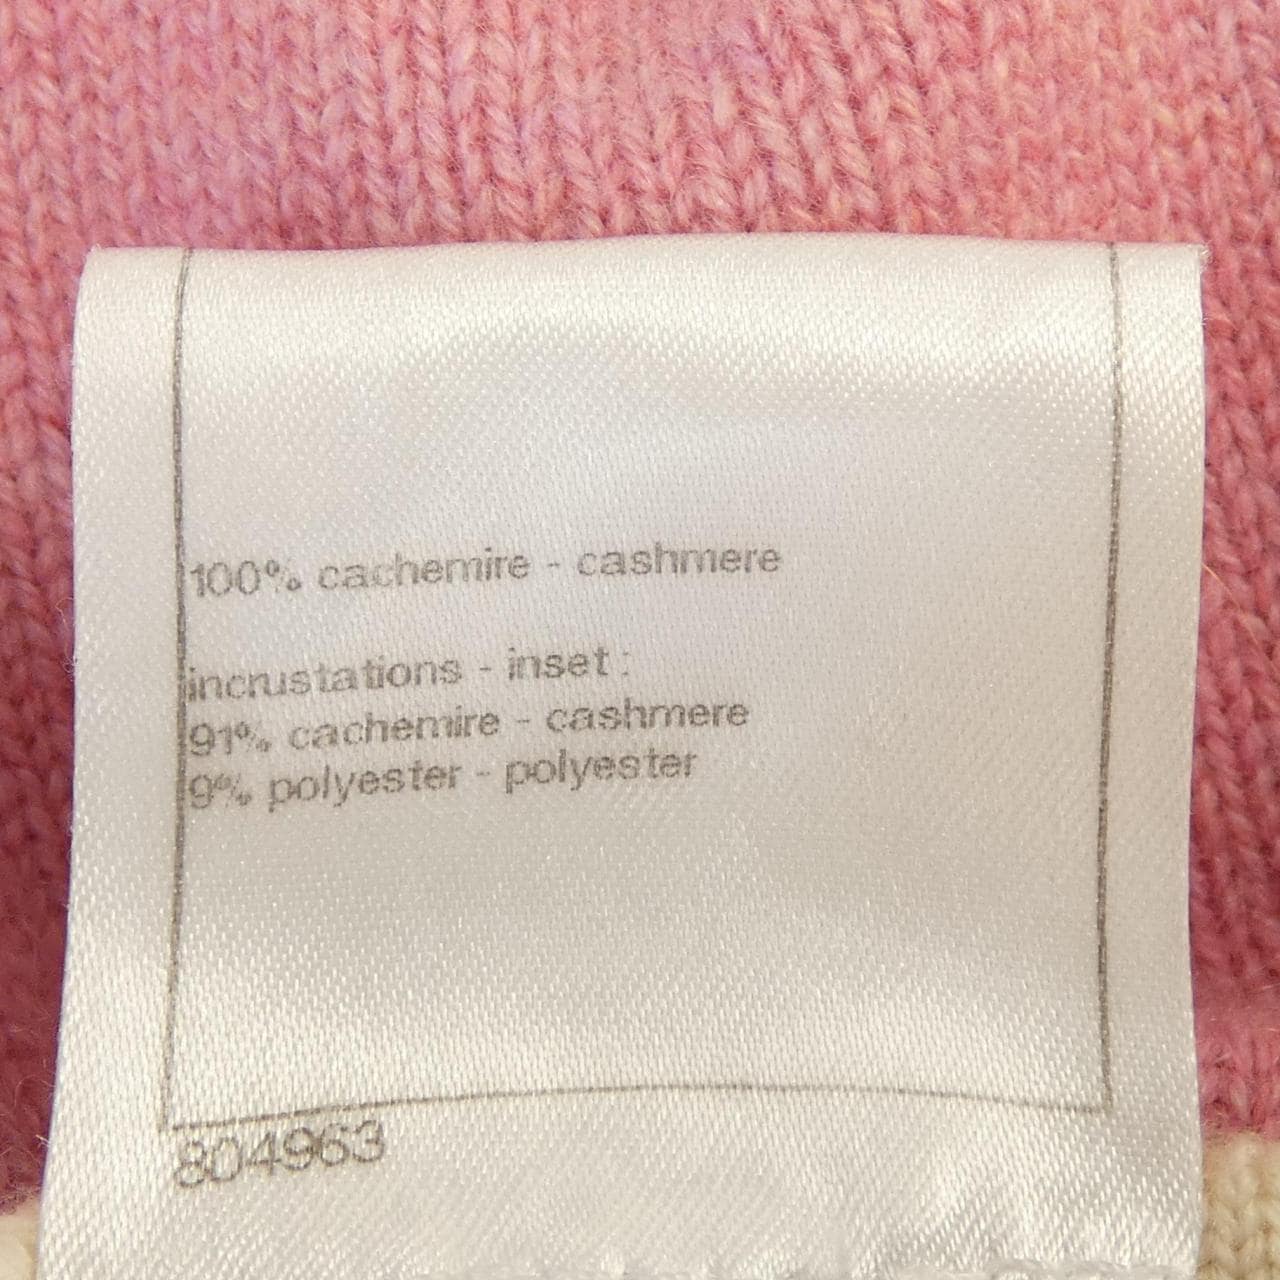 100% cachemire - cashmere
incrustations - inset :
91% cachemire - cashmere
9% polyester - polyester
804963